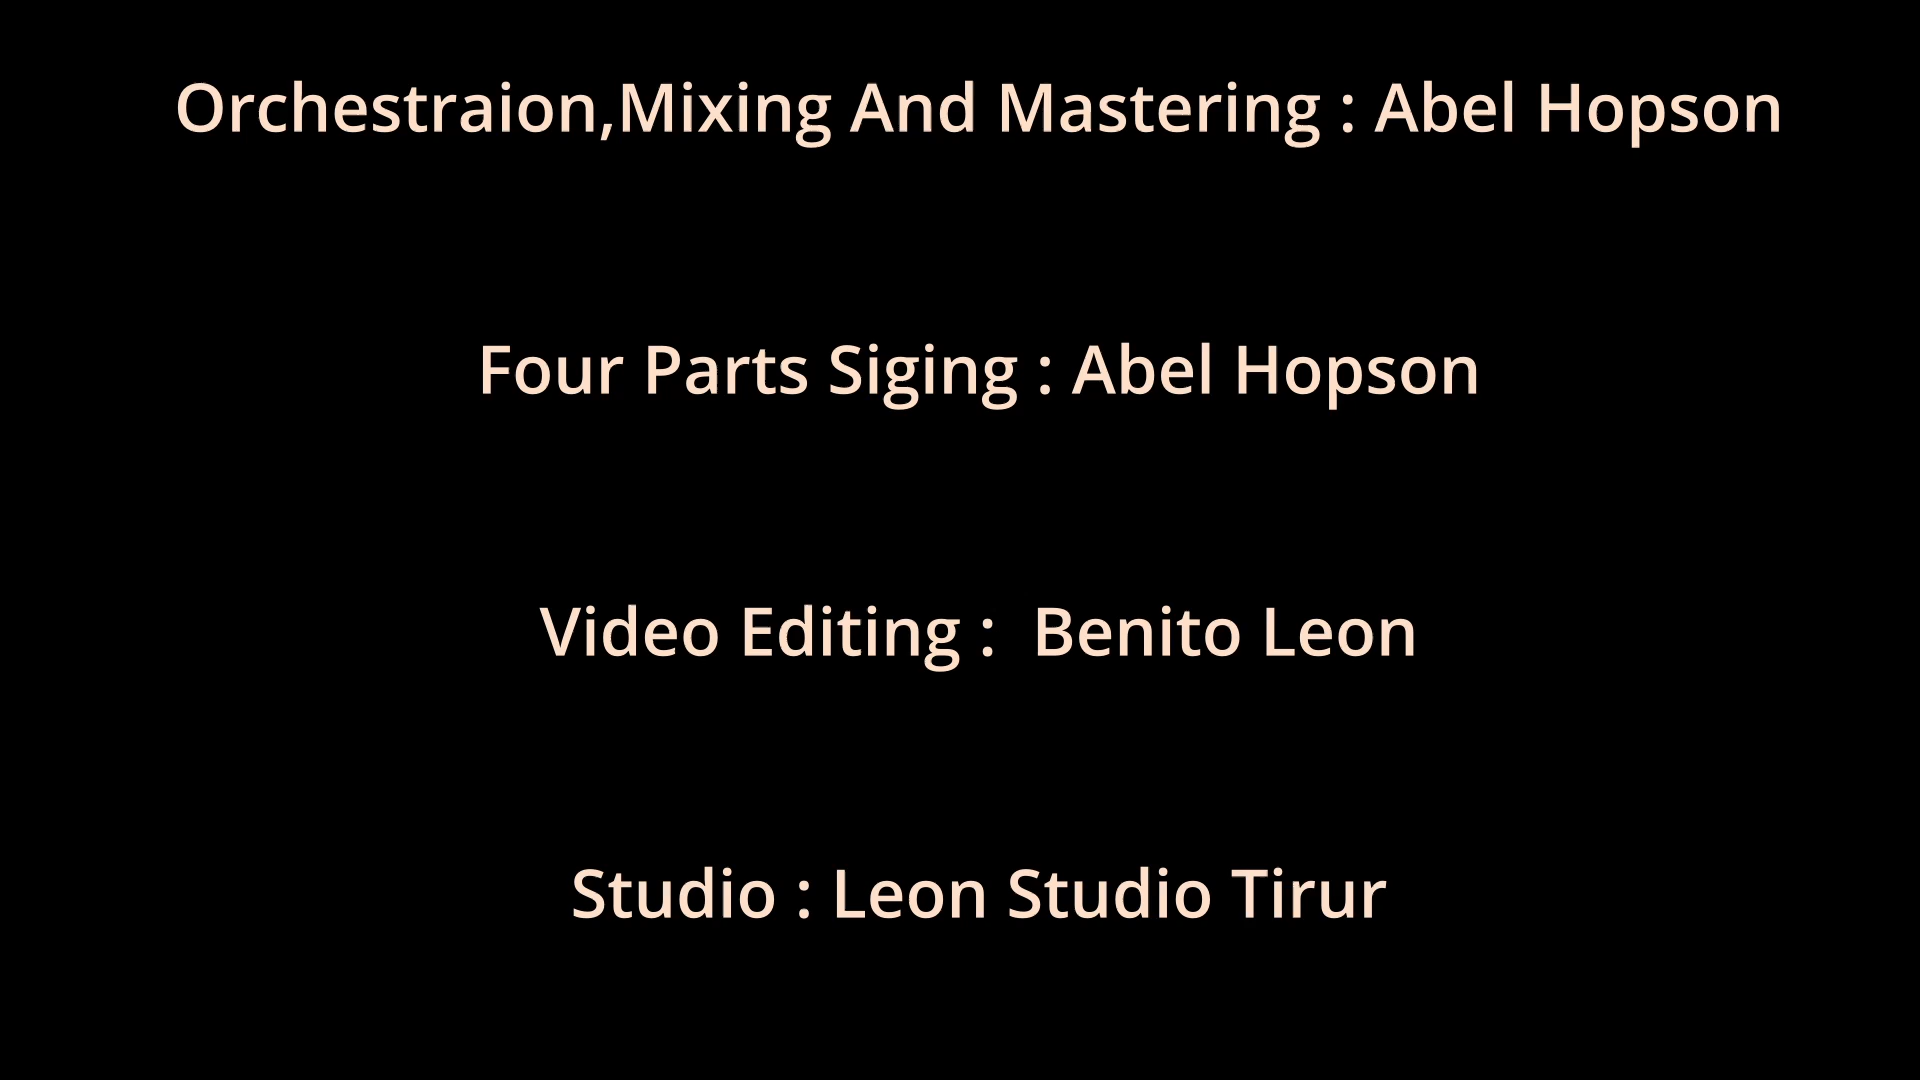 Orchestraion,Mixing And Mastering : Abel Hopson
Four Parts Siging : Abel Hopson
Video Editing :  Benito Leon
Studio : Leon Studio Tirur